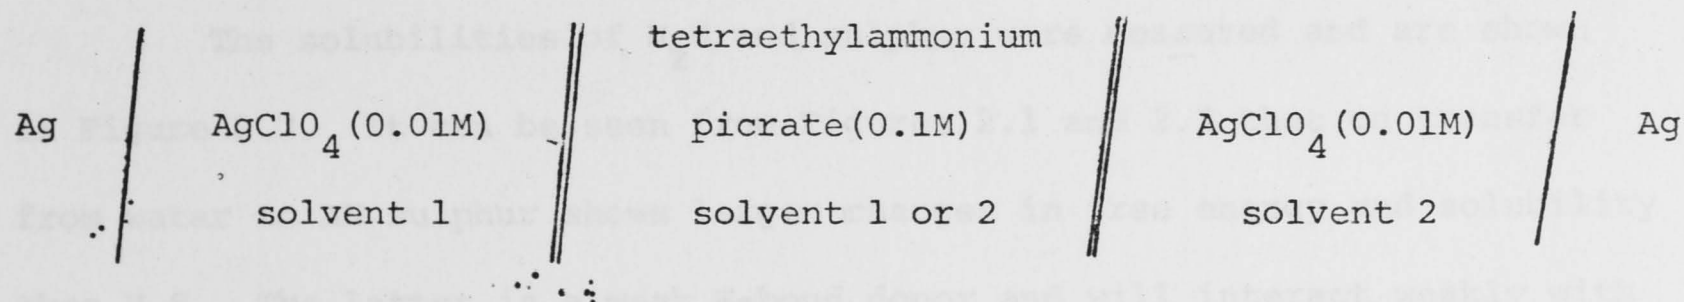 tetraethylammonium
Ag AgClO4(0.01M) picrate(0.1M) AgClO4(0.01M) Ag
solvent 1 solvent 1 or 2 solvent 2